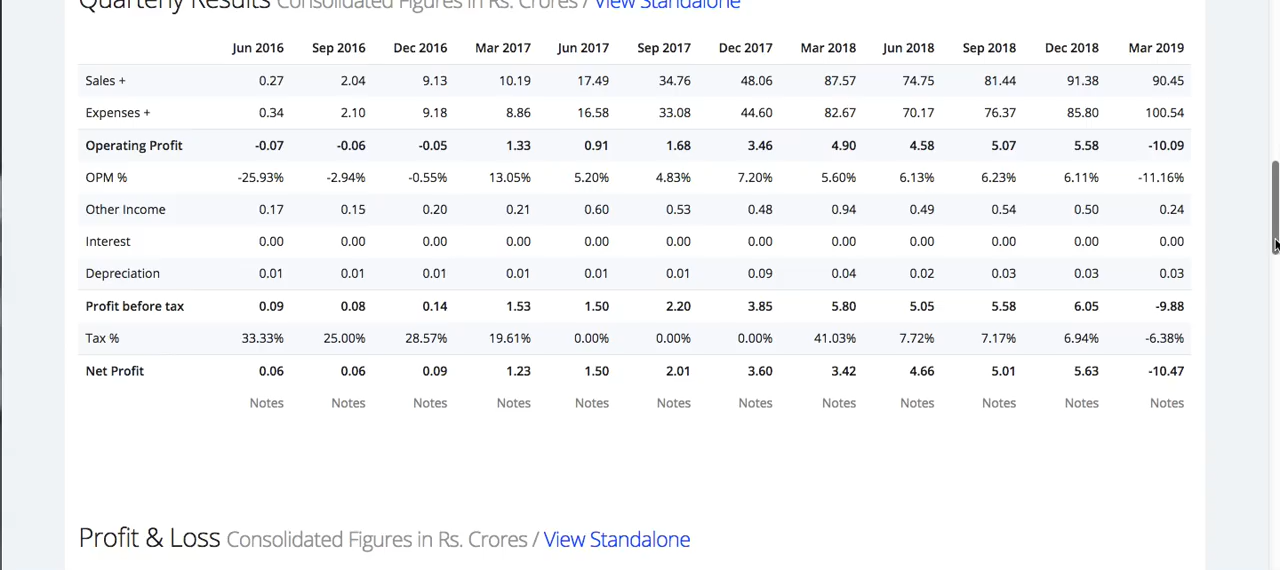 Quarterly Results Consolidated Figures in Rs. Crores / View Standalone
Jun 2016 Sep 2016 Dec 2016 Mar 2017 Jun 2017 Sep 2017 Dec 2017 Mar 2018 Jun 2018 Sep 2018 Dec 2018 Mar 2019
Sales + 0.27 2.04 9.13 10.19 17.49 34.76 48.06 87.57 74.75 81.44 91.38 90.45
Expenses + 0.34 2.10 9.18 8.86 16.58 33.08 44.60 82.67 70.17 76.37 85.80 100.54
Operating Profit -0.07 -0.06 -0.05 1.33 0.91 1.68 3.46 4.90 4.58 5.07 5.58 -10.09
OPM % -25.93% -2.94% -0.55% 13.05% 5.20% 4.83% 7.20% 5.60% 6.13% 6.23% 6.11% -11.16%
Other Income 0.17 0.15 0.20 0.21 0.60 0.53 0.48 0.94 0.49 0.54 0.50 0.24
Interest 0.00 0.00 0.00 0.00 0.00 0.00 0.00 0.00 0.00 0.00 0.00 0.00
Depreciation 0.01 0.01 0.01 0.01 0.01 0.01 0.09 0.04 0.02 0.03 0.03 0.03
Profit before tax 0.09 0.08 0.14 1.53 1.50 2.20 3.85 5.80 5.05 5.58 6.05 -9.88
Tax % 33.33% 25.00% 28.57% 19.61% 0.00% 0.00% 0.00% 41.03% 7.72% 7.17% 6.94% -6.38%
Net Profit 0.06 0.06 0.09 1.23 1.50 2.01 3.60 3.42 4.66 5.01 5.63 -10.47
Notes Notes Notes Notes Notes Notes Notes Notes Notes Notes Notes Notes
Profit & Loss Consolidated Figures in Rs. Crores / View Standalone